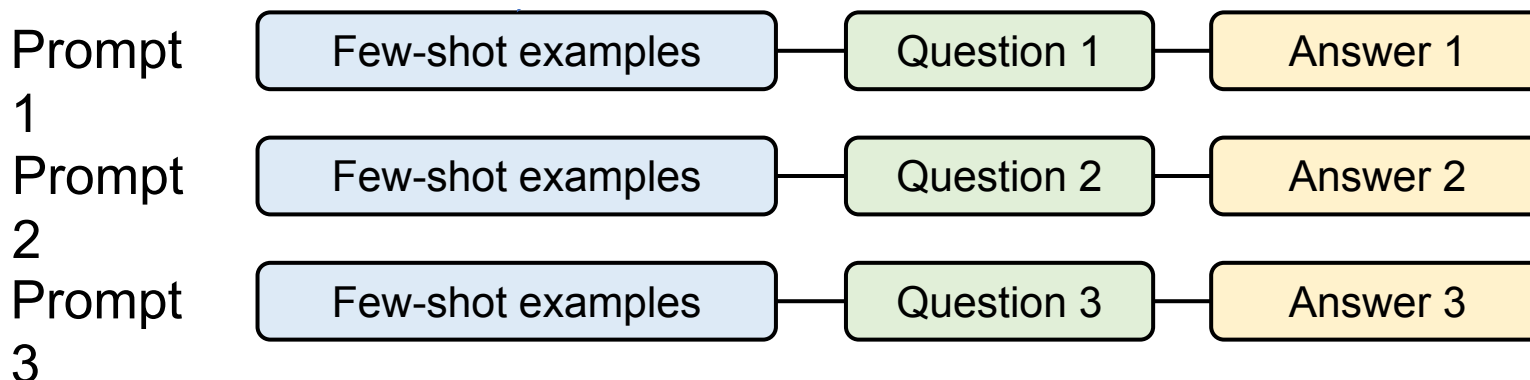 Prompt
1
Few-shot examples
Question 1
Answer 1
Prompt
2
Few-shot examples
Question 2
Answer 2
Prompt
3
Few-shot examples
Question 3
Answer 3